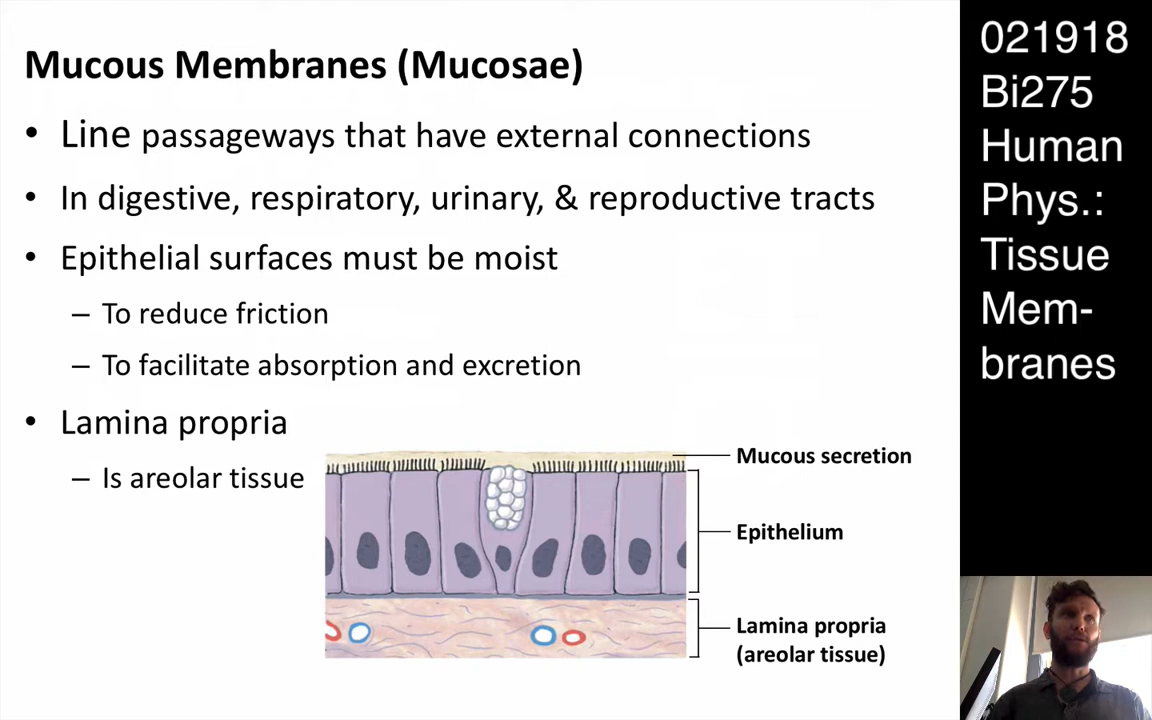 Mucous Membranes (Mucosae)
• Line passageways that have external connections
• In digestive, respiratory, urinary, & reproductive tracts
• Epithelial surfaces must be moist
– To reduce friction
– To facilitate absorption and excretion
• Lamina propria
– Is areolar tissue
Mucous secretion
Epithelium
Lamina propria
(areolar tissue)
021918
Bi275
Human
Phys.:
Tissue
Mem-
branes